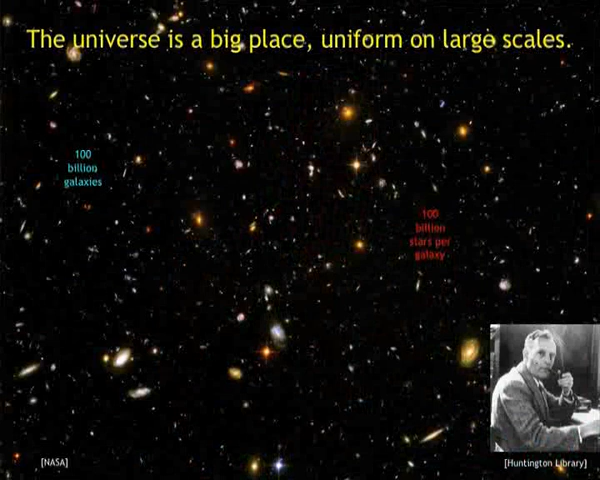 The universe is a big place, uniform on large scales.
100
billion
galaxies
100
billion
stars per
galaxy
[NASA]
[Huntington Library]